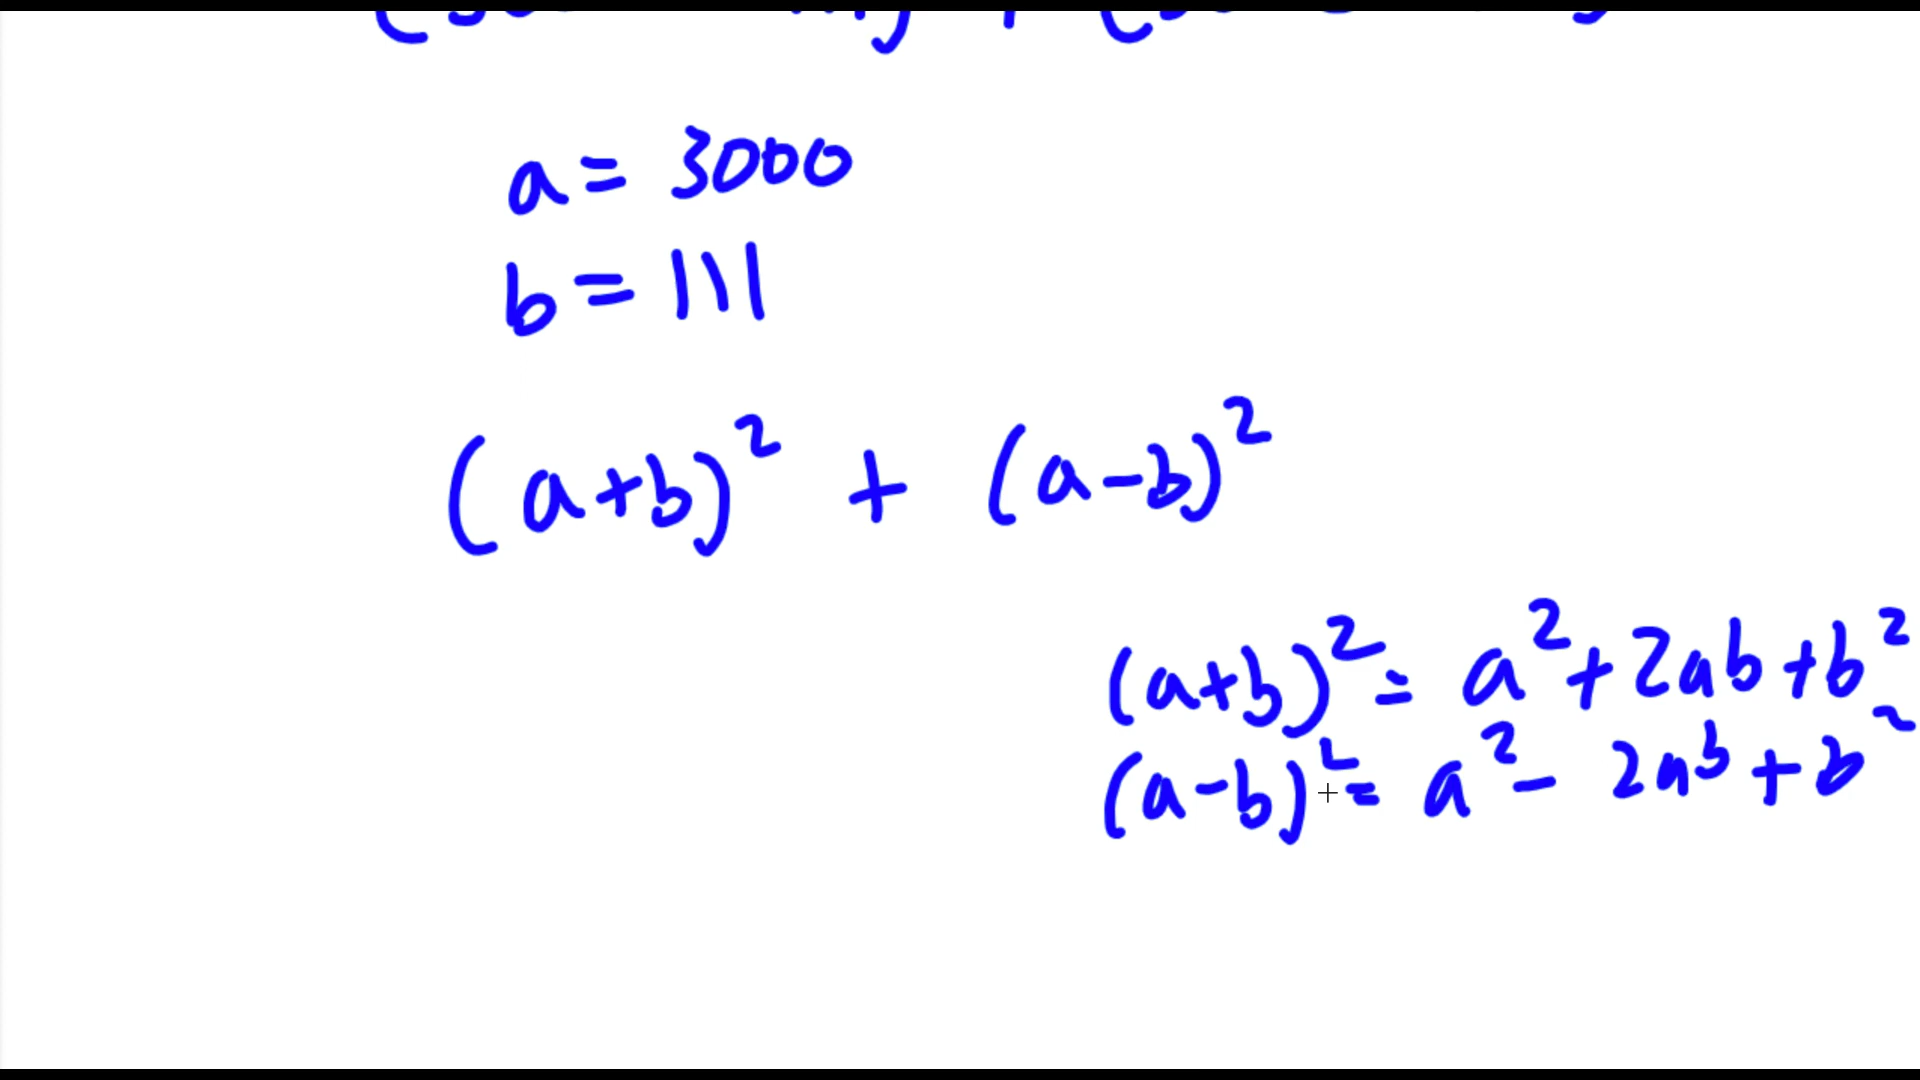 a = 3000
b = 111
(a+b)² + (a-b)²
(a+b)² = a² + 2ab + b²
(a-b)² = a² - 2ab + b²